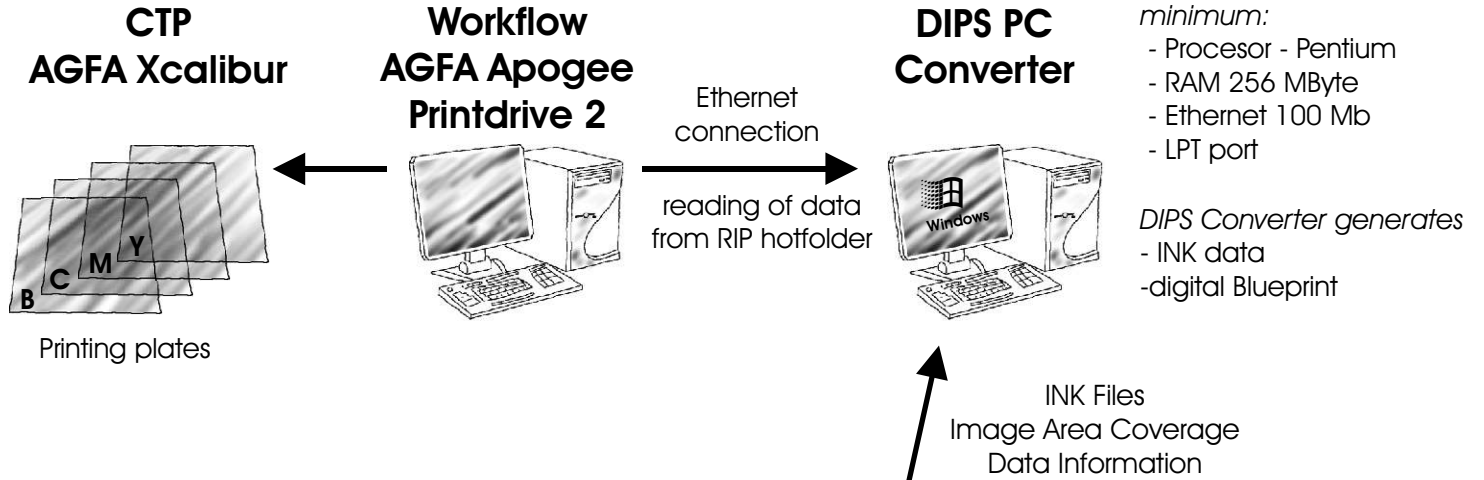 CTP
AGFA Xcalibur
B
C
M
Y
Printing plates
Workflow
AGFA Apogee
Printdrive 2
Ethernet
connection
reading of data
from RIP hotfolder
DIPS PC
Converter
Windows
minimum:
- Procesor - Pentium
- RAM 256 MByte
- Ethernet 100 Mb
- LPT port
DIPS Converter generates
- INK data
-digital Blueprint
INK Files
Image Area Coverage
Data Information